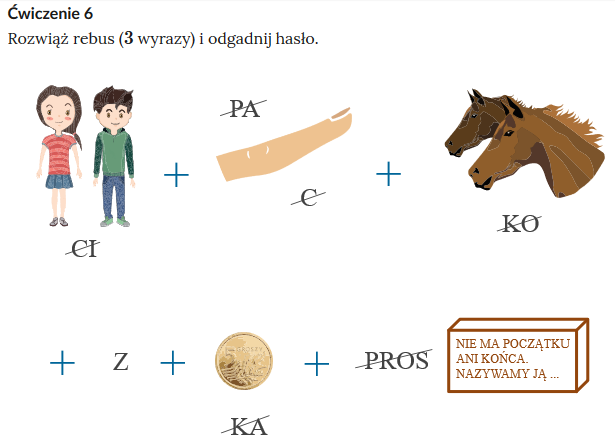 Ćwiczenie 6
Rozwiąż rebus (3 wyrazy) i odgadnij hasło.
PA
+
+
C
KO
CI
+ Z + + PROS
NIE MA POCZĄTKU
ANI KOŃCA.
NAZYWAMY JĄ ...
KA